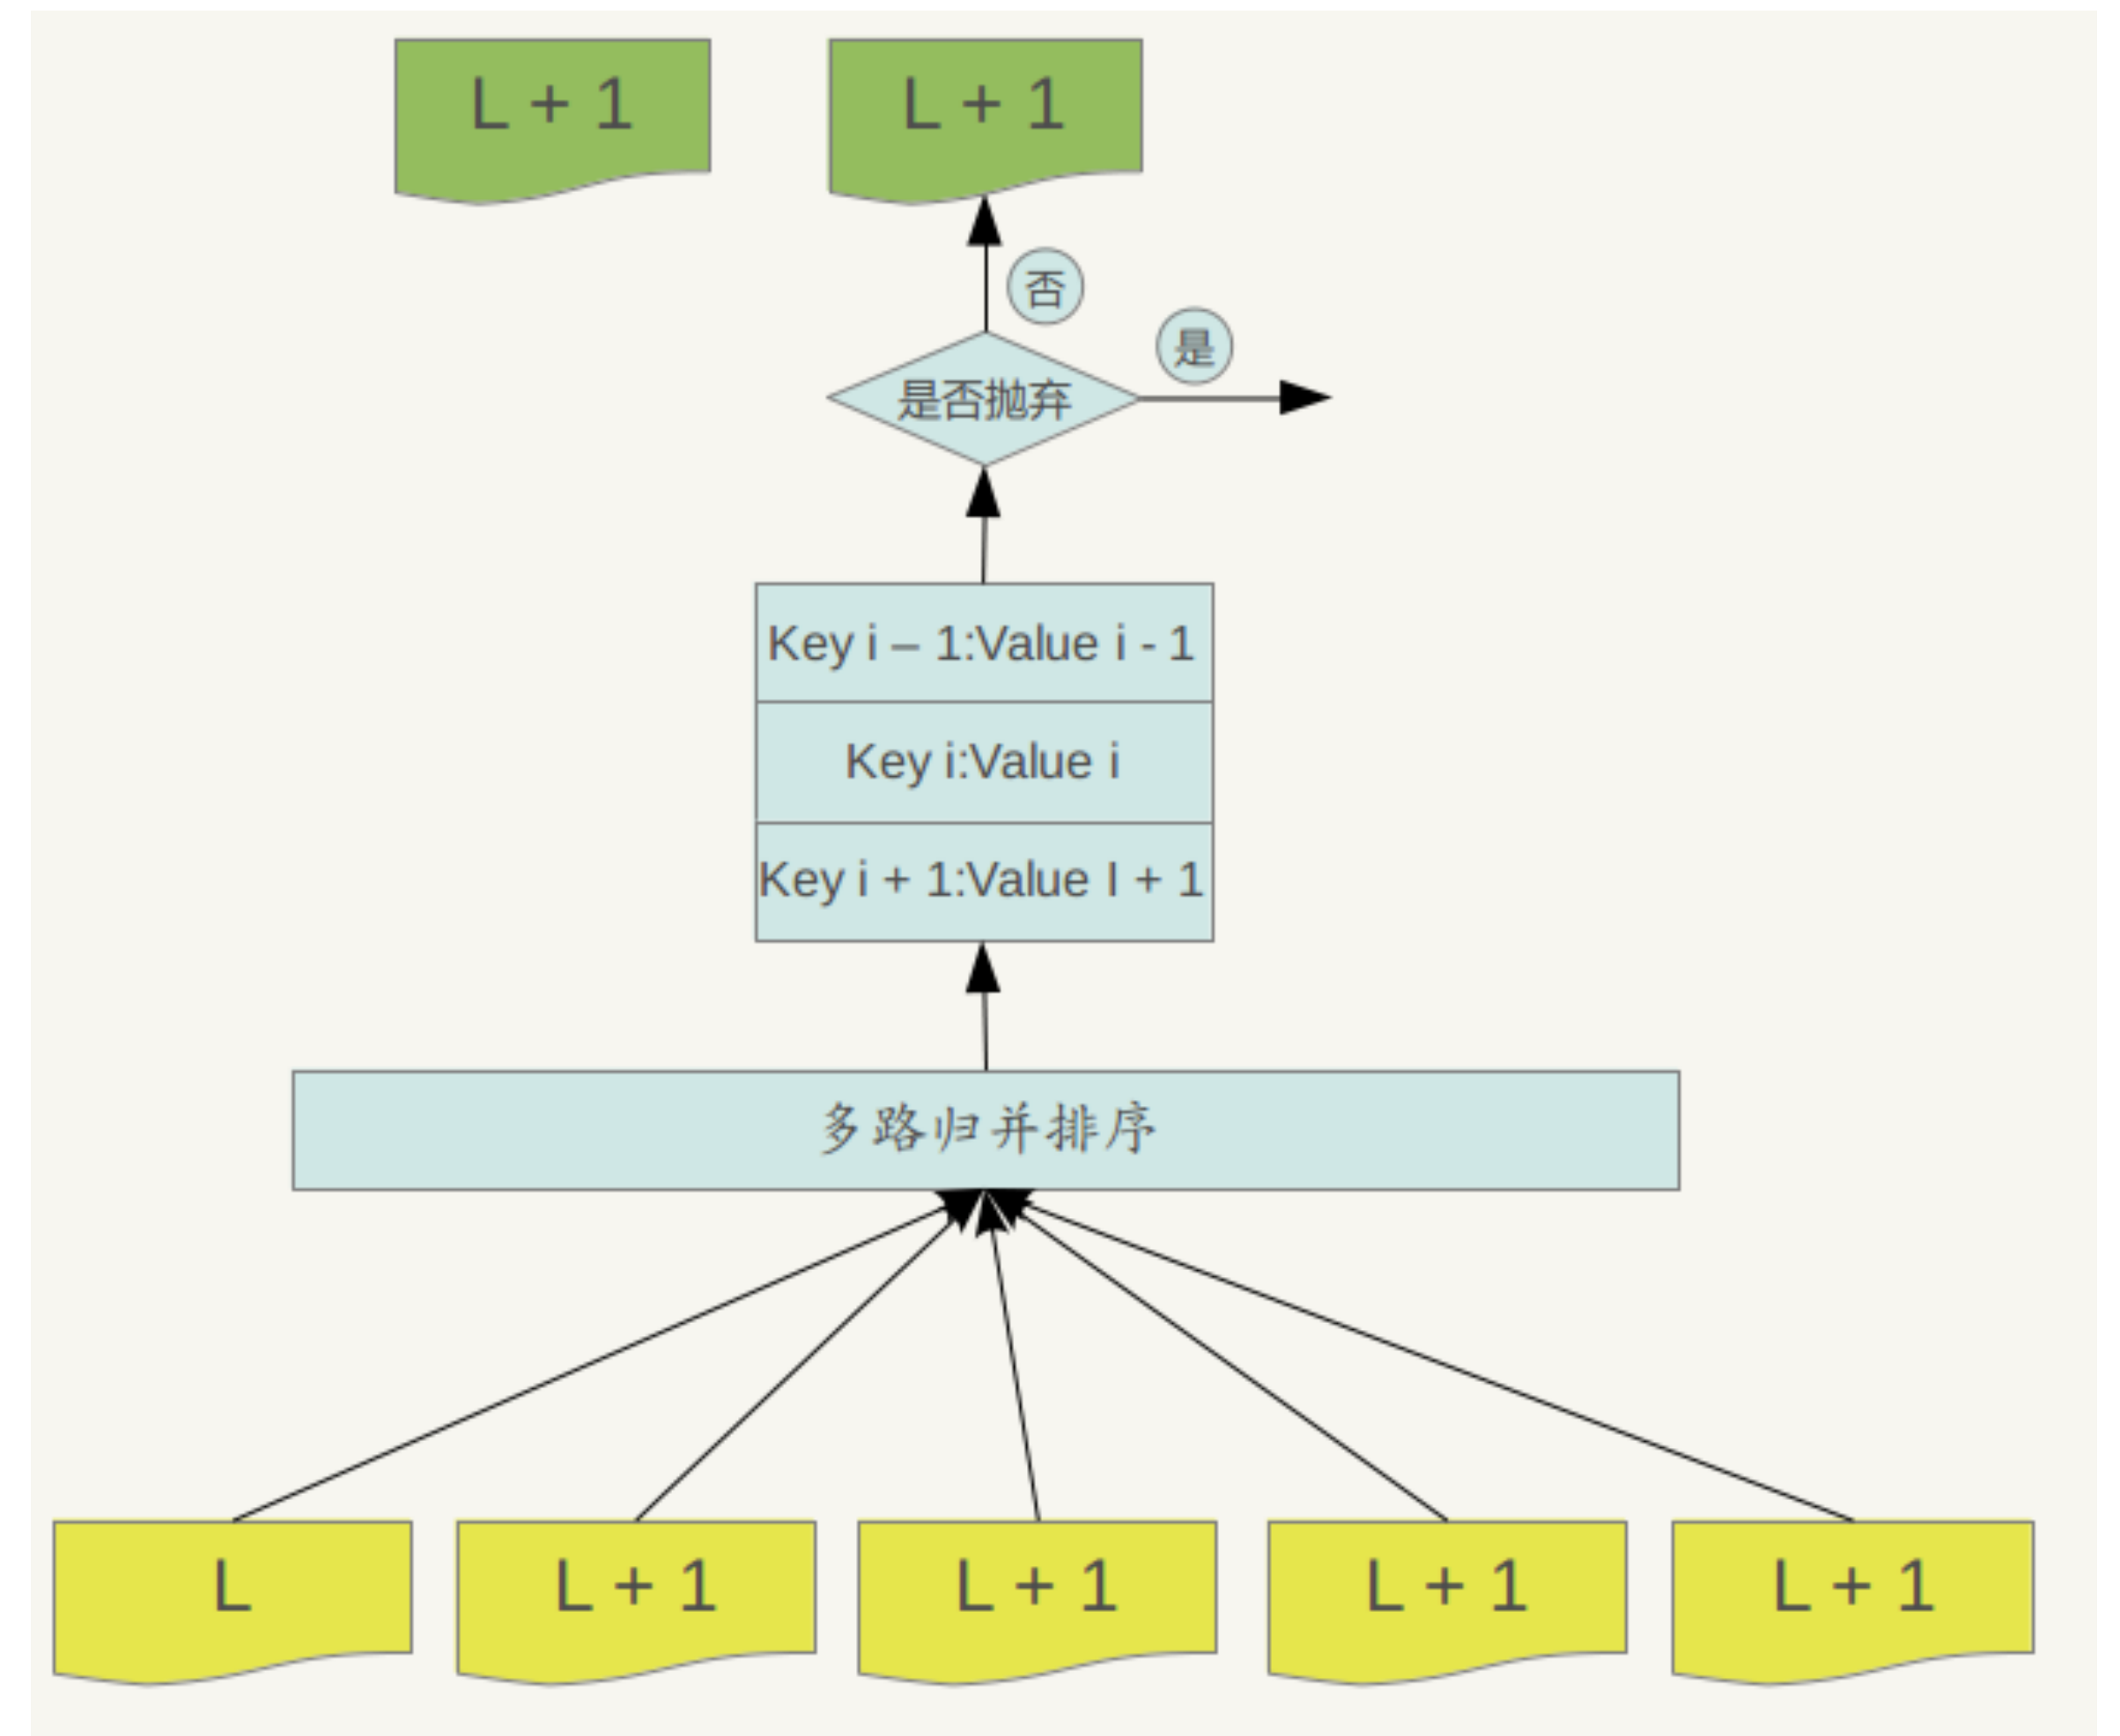 L + 1
L + 1
否
是
是否抛弃
Key i – 1:Value i - 1
Key i:Value i
Key i + 1:Value I + 1
多路归并排序
L
L + 1
L + 1
L + 1
L + 1